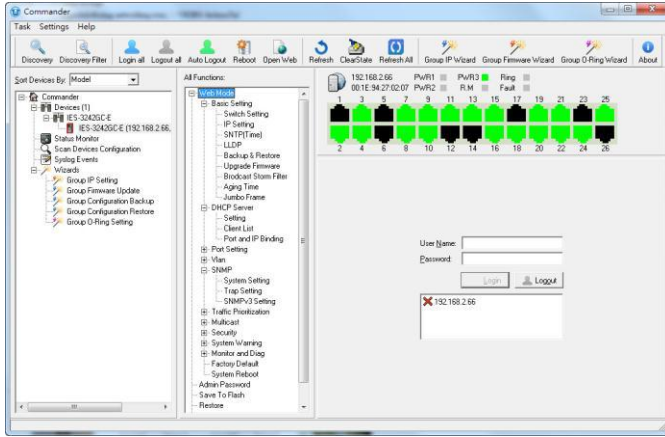 Commander
Task Settings Help
Discovery Discovery Filter Login all Logout all Auto Logout Reboot Open Web Refresh ClearState Refresh All Group IP Wizard Group Firmware Wizard Group O-Ring Wizard About
Sort Devices By: Model
Commander
Devices (1)
IES-3242GC-E
IES-3242GC-E (192.168.2.66,
Status Monitor
Scan Devices Configuration
Syslog Events
Wizards
Group IP Setting
Group Firmware Update
Group Configuration Backup
Group Configuration Restore
Group O-Ring Setting
All Functions:
Web Mode
Basic Setting
Switch Setting
IP Setting
SNTP(Time)
LLDP
Backup & Restore
Upgrade Firmware
Brodcast Storm Filter
Aging Time
Jumbo Frame
DHCP Server
Setting
Client List
Port and IP Binding
Port Setting
Vlan
SNMP
System Setting
Trap Setting
SNMPv3 Setting
Traffic Prioritization
Multicast
Security
System Warning
Monitor and Diag
Factory Default
System Reboot
Admin Password
Save To Flash
Restore
192.168.2.66 PWR1 PWR3 Ring
00:1E:94:27:02:07 PWR2 R.M Fault
1 3 5 7 9 11 13 15 17 19 21 23 25
2 4 6 8 10 12 14 16 18 20 22 24 26
User Name:
Password:
Login Logout
192.168.2.66